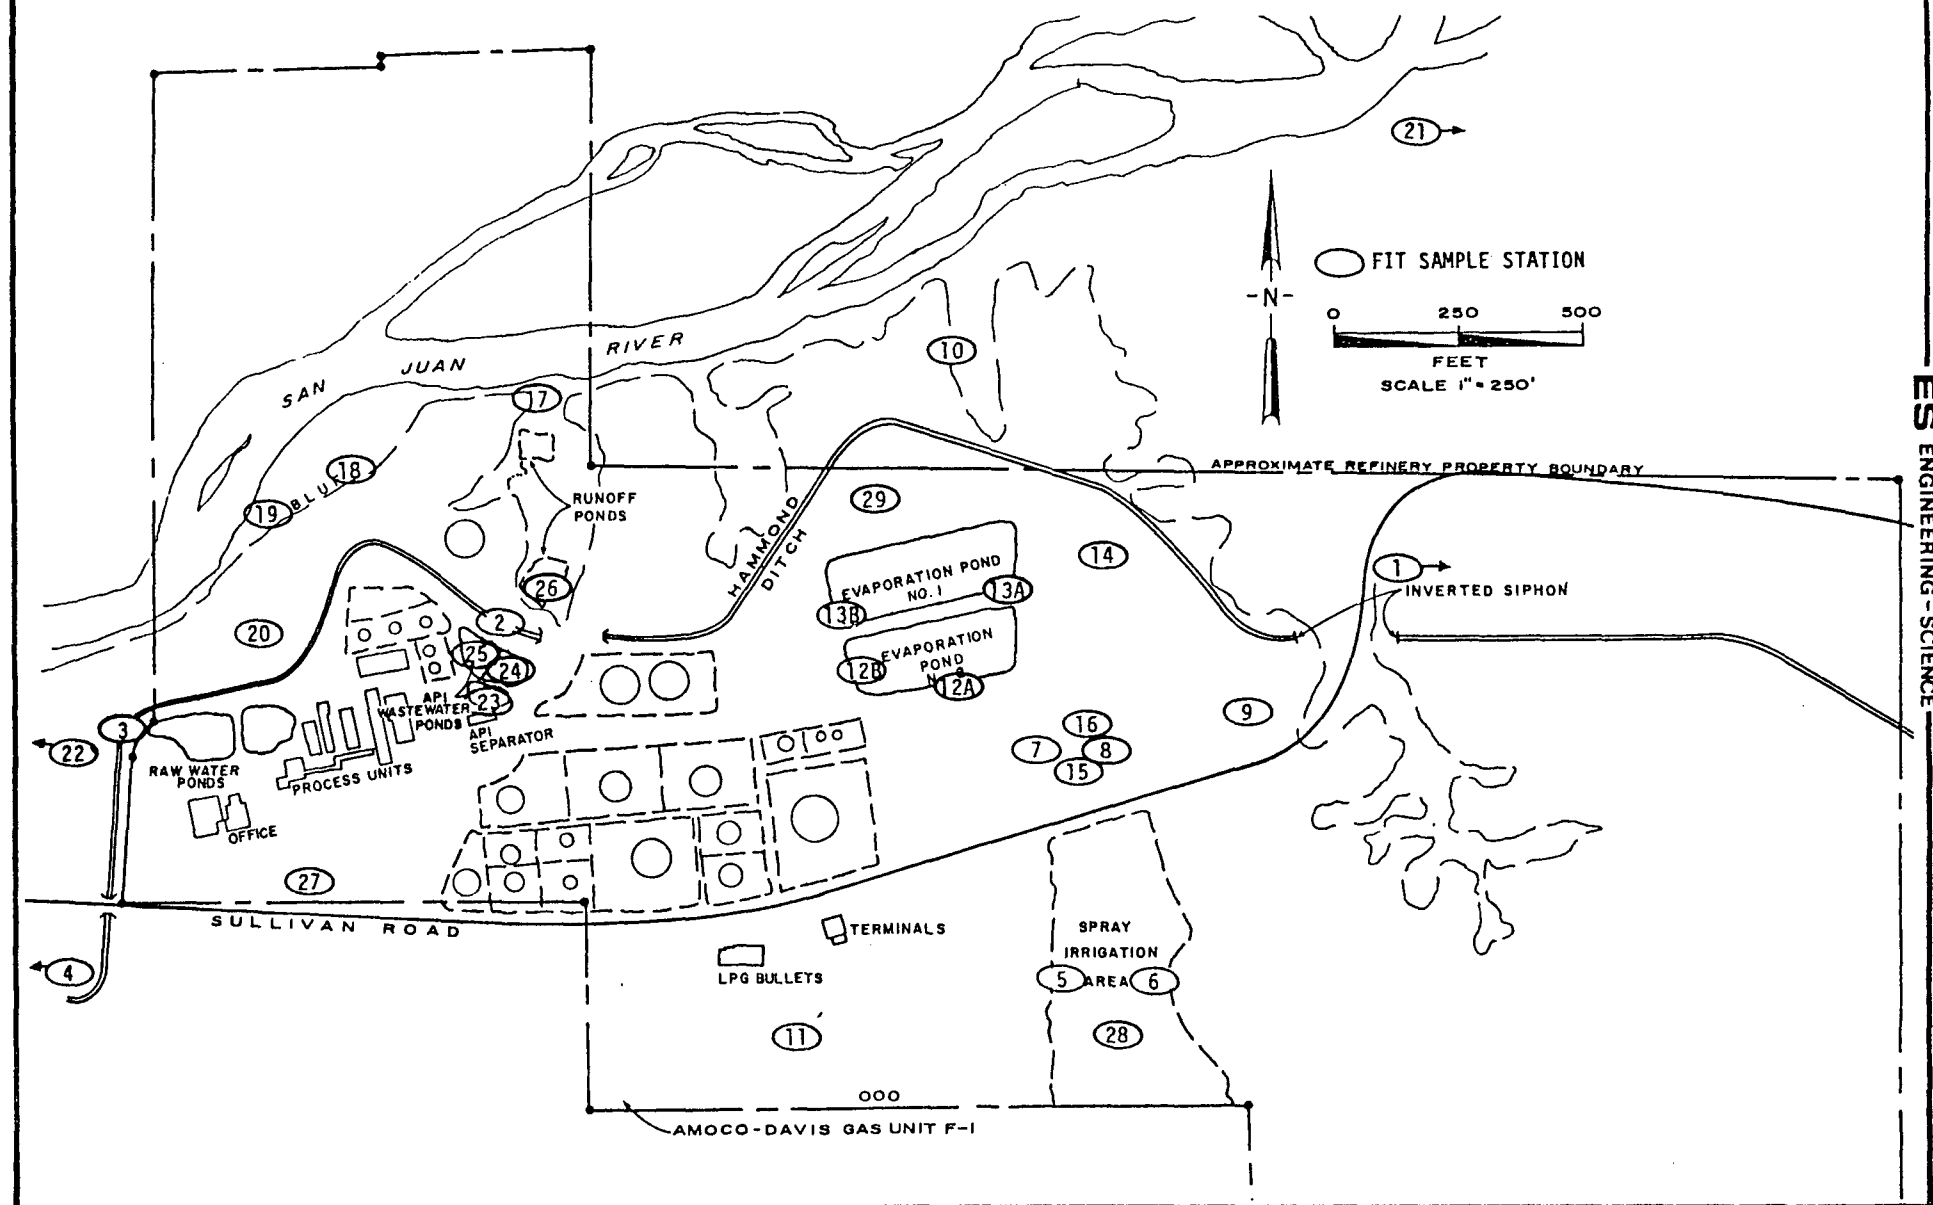 21
-N-
FIT SAMPLE STATION
0 250 500
FEET
SCALE 1"=250'
ES ENGINEERING-SCIENCE
SAN JUAN RIVER
10
17
18
19
BLUFF
RUNOFF
PONDS
HAMMOND
DITCH
29
APPROXIMATE REFINERY PROPERTY BOUNDARY
14
1
INVERTED SIPHON
EVAPORATION POND
NO. 1
13A
13B
EVAPORATION
POND
12B
12A
26
2
20
25
24
23
API
WASTEWATER
PONDS
API
SEPARATOR
3
22
RAW WATER
PONDS
PROCESS UNITS
OFFICE
16
9
7
8
15
27
SULLIVAN ROAD
4
TERMINALS
LPG BULLETS
SPRAY
IRRIGATION
5 AREA 6
28
11
000
AMOCO-DAVIS GAS UNIT F-1